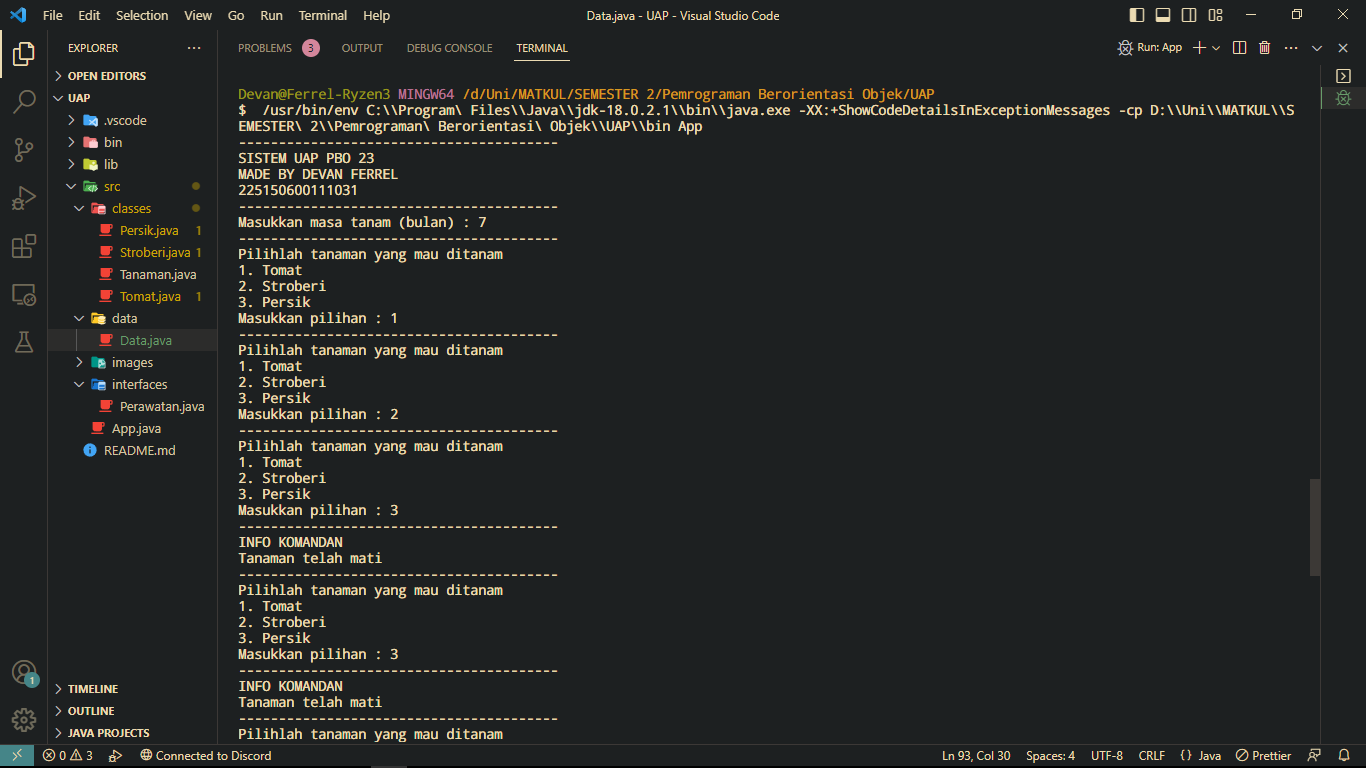 File Edit Selection View Go Run Terminal Help Data.java - UAP - Visual Studio Code
EXPLORER
OPEN EDITORS
UAP
.vscode
bin
lib
src
classes
Persik.java 1
Stroberi.java 1
Tanaman.java
Tomat.java 1
data
Data.java
images
interfaces
Perawatan.java
App.java
README.md
TIMELINE
OUTLINE
JAVA PROJECTS
1
PROBLEMS 3 OUTPUT DEBUG CONSOLE TERMINAL Run: App
Devan@Ferrel-Ryzen3 MINGW64 /d/Uni/MATKUL/SEMESTER 2/Pemrograman Berorientasi Objek/UAP
$ /usr/bin/env C:\\Program\ Files\\Java\\jdk-18.0.2.1\\bin\\java.exe -XX:+ShowCodeDetailsInExceptionMessages -cp D:\\Uni\\MATKUL\\S
EMESTER\ 2\\Pemrograman\ Berorientasi\ Objek\\UAP\\bin App
----------------------------------------
SISTEM UAP PBO 23
MADE BY DEVAN FERREL
225150600111031
----------------------------------------
Masukkan masa tanam (bulan) : 7
----------------------------------------
Pilihlah tanaman yang mau ditanam
1. Tomat
2. Stroberi
3. Persik
Masukkan pilihan : 1
----------------------------------------
Pilihlah tanaman yang mau ditanam
1. Tomat
2. Stroberi
3. Persik
Masukkan pilihan : 2
----------------------------------------
Pilihlah tanaman yang mau ditanam
1. Tomat
2. Stroberi
3. Persik
Masukkan pilihan : 3
----------------------------------------
INFO KOMANDAN
Tanaman telah mati
----------------------------------------
Pilihlah tanaman yang mau ditanam
1. Tomat
2. Stroberi
3. Persik
Masukkan pilihan : 3
----------------------------------------
INFO KOMANDAN
Tanaman telah mati
----------------------------------------
Pilihlah tanaman yang mau ditanam
0 3 Connected to Discord Ln 93, Col 30 Spaces: 4 UTF-8 CRLF {} Java Prettier